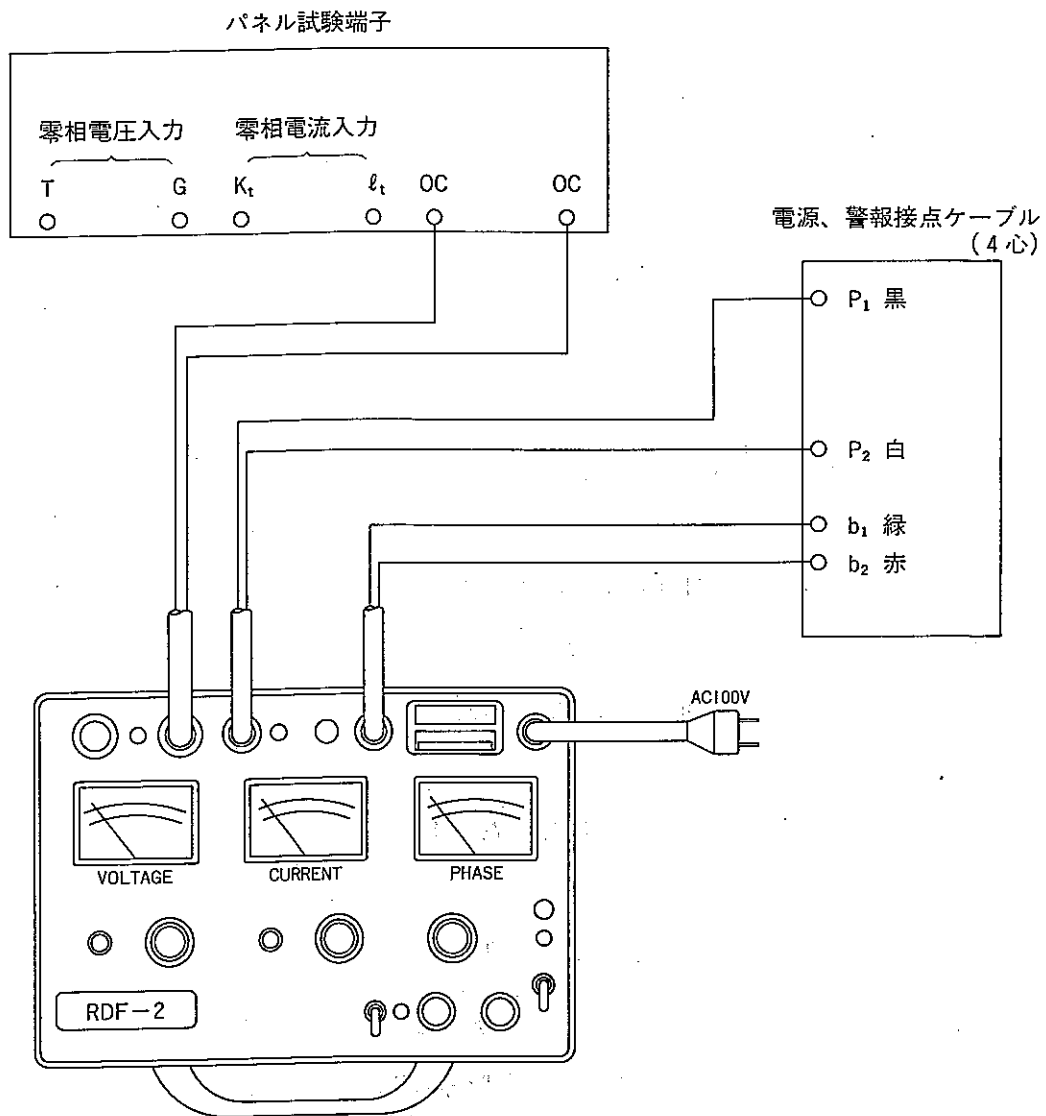 パネル試験端子
零相電圧入力 零相電流入力
T G Kt ℓt OC OC
電源、警報接点ケーブル
(4心)
P₁ 黒
P₂ 白
b₁ 緑
b₂ 赤
AC100V
VOLTAGE CURRENT PHASE
RDF-2